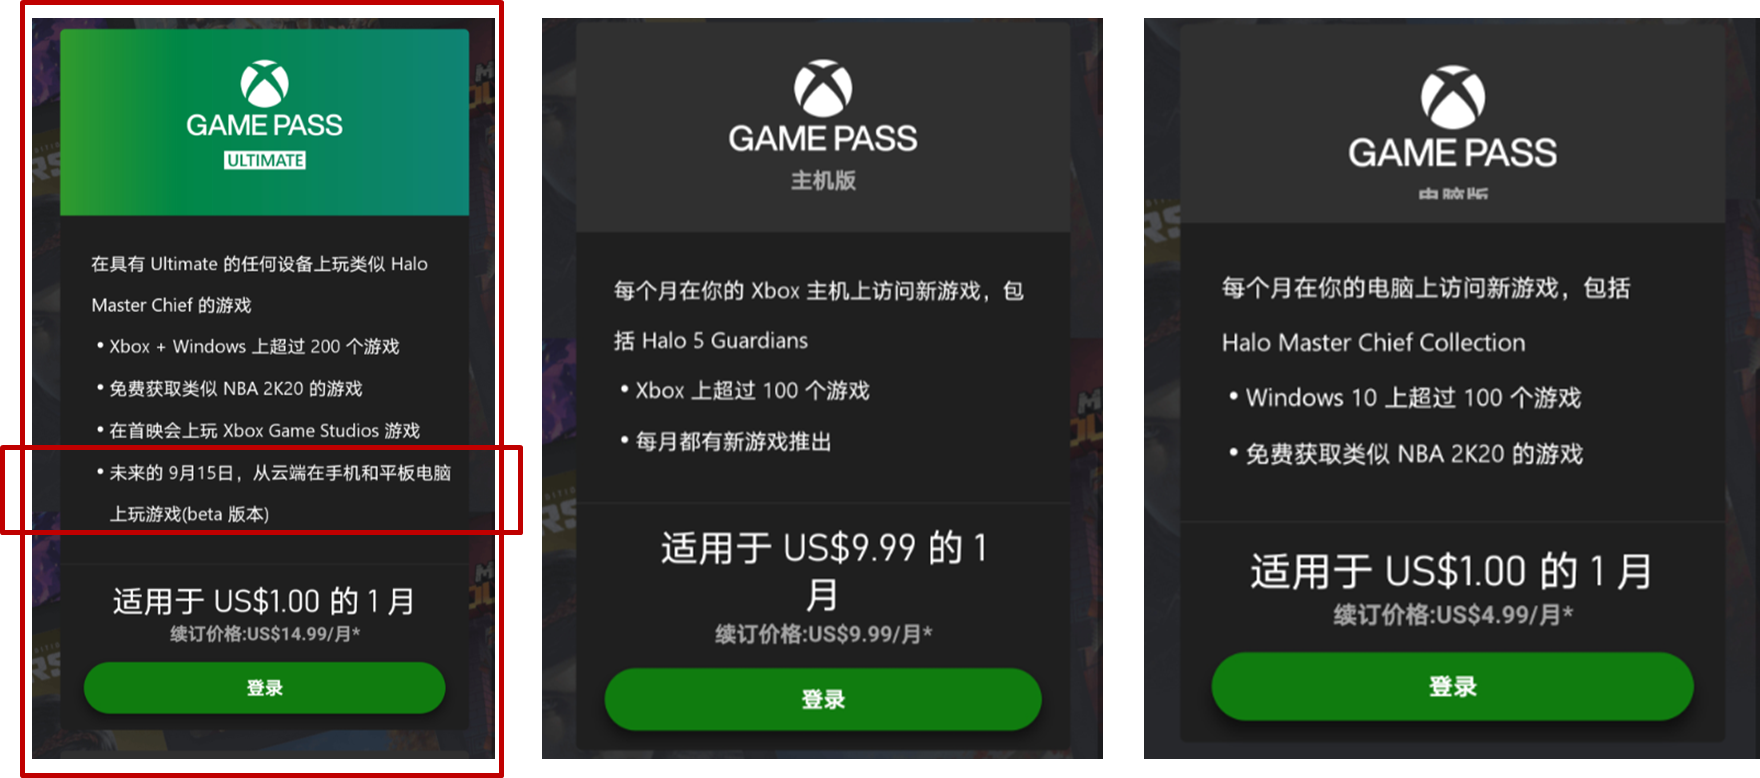 GAME PASS
ULTIMATE
在具有 Ultimate 的任何设备上玩类似 Halo
Master Chief 的游戏
• Xbox + Windows 上超过 200 个游戏
• 免费获取类似 NBA 2K20 的游戏
• 在首映会上玩 Xbox Game Studios 游戏
• 未来的 9月15日，从云端在手机和平板电脑
上玩游戏(beta 版本)
适用于 US$1.00 的 1 月
续订价格:US$14.99/月*
登录
GAME PASS
主机版
每个月在你的 Xbox 主机上访问新游戏，包
括 Halo 5 Guardians
• Xbox 上超过 100 个游戏
• 每月都有新游戏推出
适用于 US$9.99 的 1
月
续订价格:US$9.99/月*
登录
GAME PASS
电脑版
每个月在你的电脑上访问新游戏，包括
Halo Master Chief Collection
• Windows 10 上超过 100 个游戏
• 免费获取类似 NBA 2K20 的游戏
适用于 US$1.00 的 1 月
续订价格:US$4.99/月*
登录